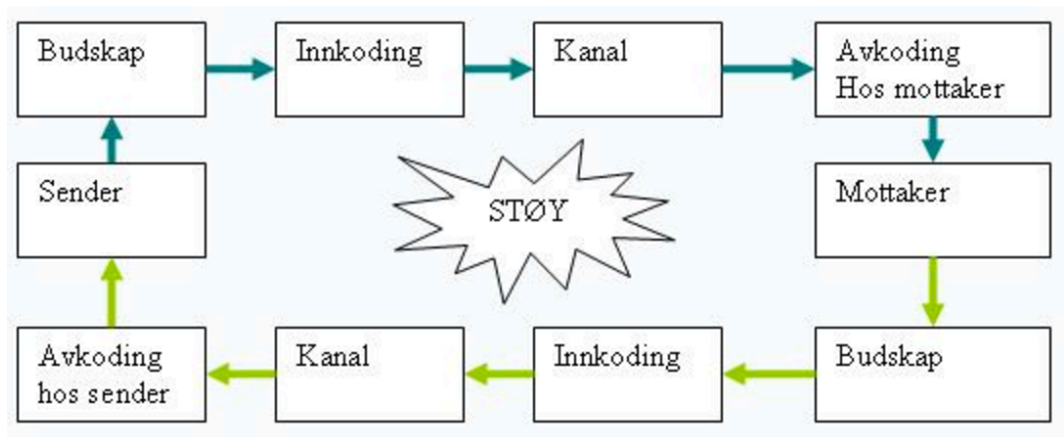 Budskap
Innkoding
Kanal
Avkoding
Hos mottaker
Sender
STØY
Mottaker
Avkoding
hos sender
Kanal
Innkoding
Budskap